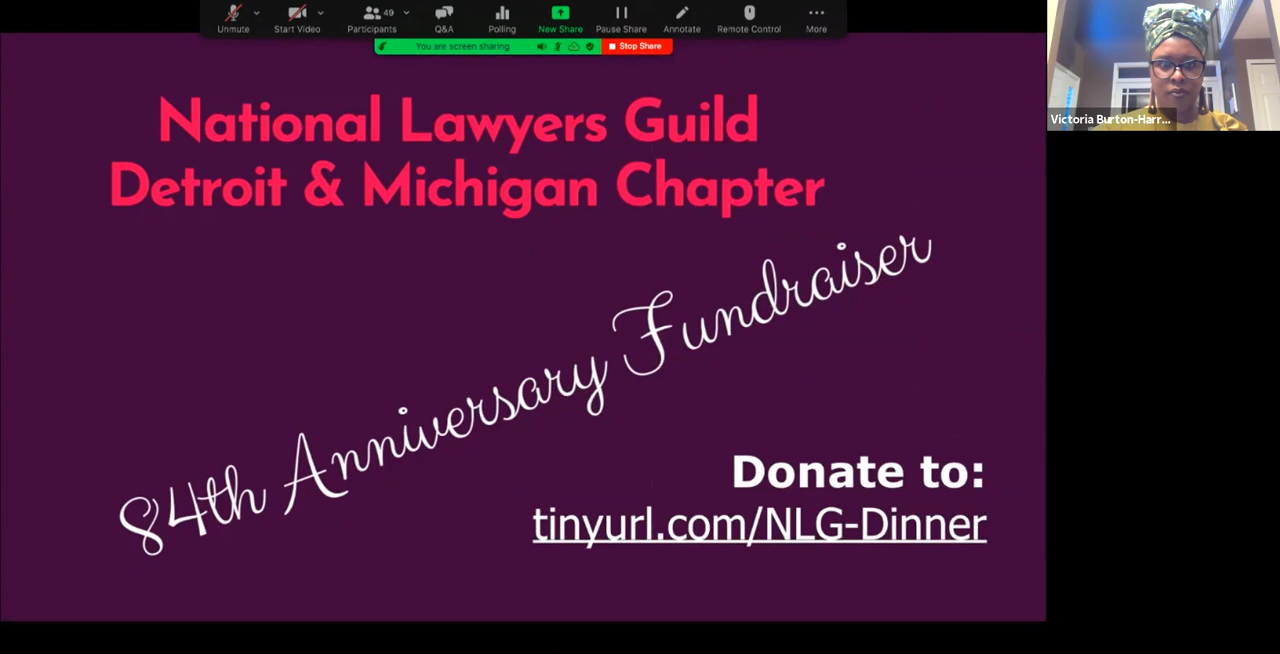 Unmute
Start Video
Participants
49
Q&A
Polling
New Share
Pause Share
Annotate
Remote Control
More
You are screen sharing
Stop Share
Victoria Burton-Harr...
National Lawyers Guild
Detroit & Michigan Chapter
84th Anniversary Fundraiser
Donate to:
tinyurl.com/NLG-Dinner